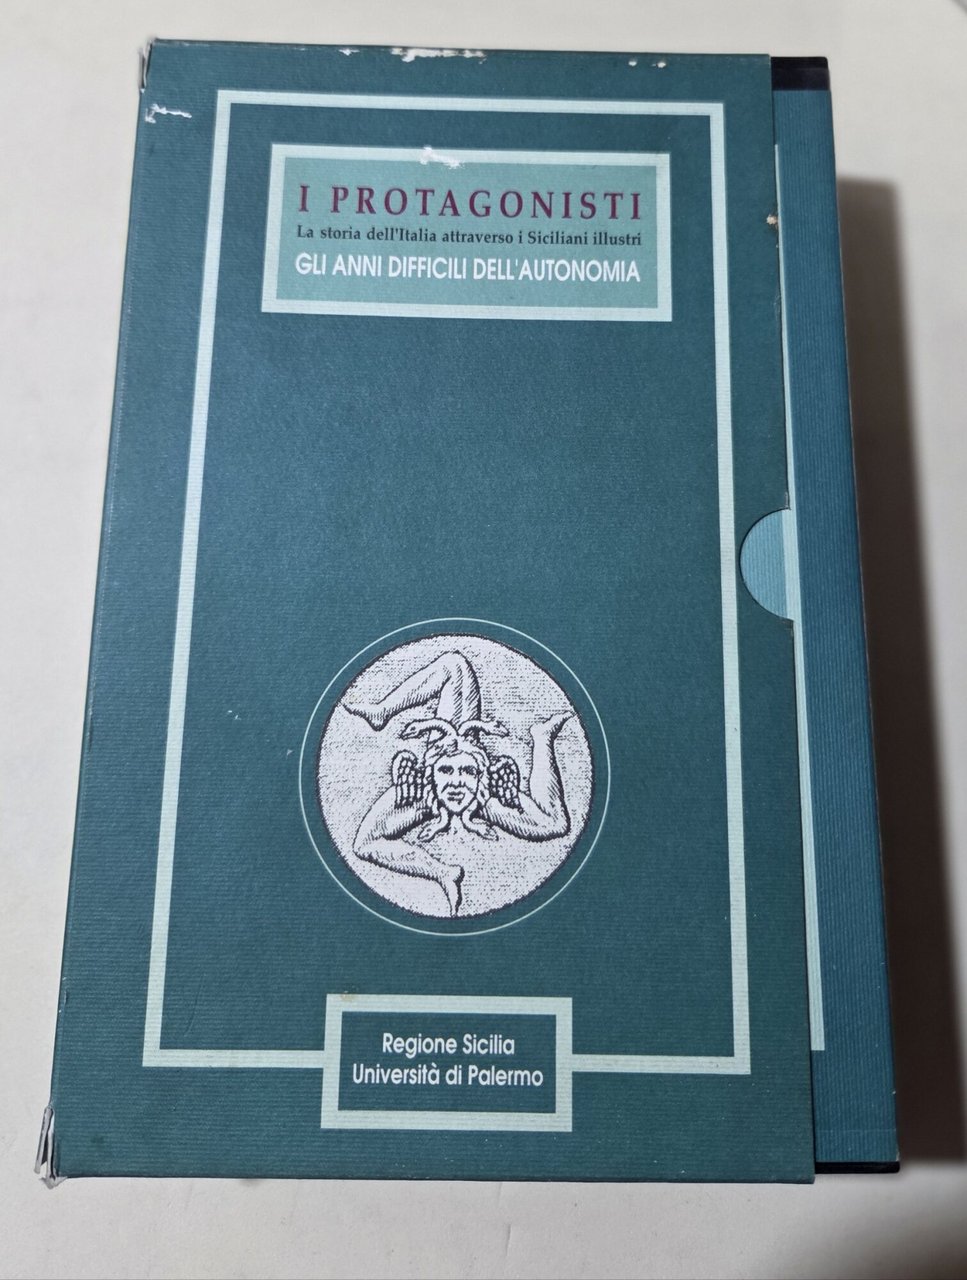 I PROTAGONISTI
La storia dell'Italia attraverso i Siciliani illustri
GLI ANNI DIFFICILI DELL'AUTONOMIA
Regione Sicilia
Università di Palermo